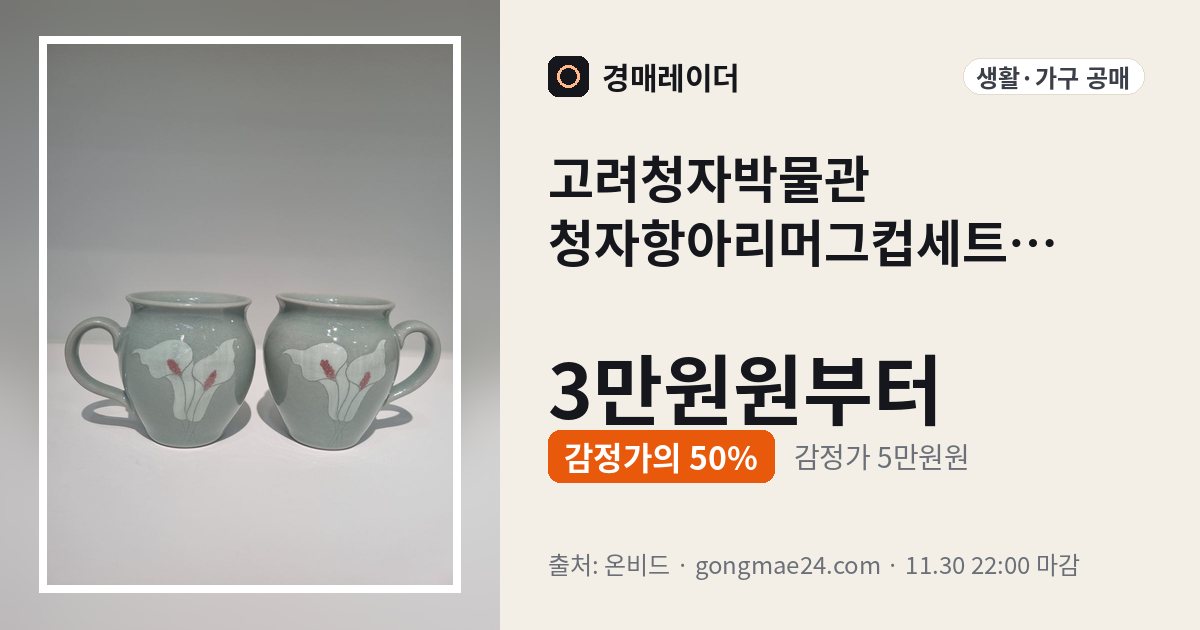 경매레이더
생활·가구 공매
고려청자박물관
청자항아리머그컵세트…
3만원원부터
감정가의 50%
감정가 5만원원
출처: 온비드 · gongmae24.com · 11.30 22:00 마감